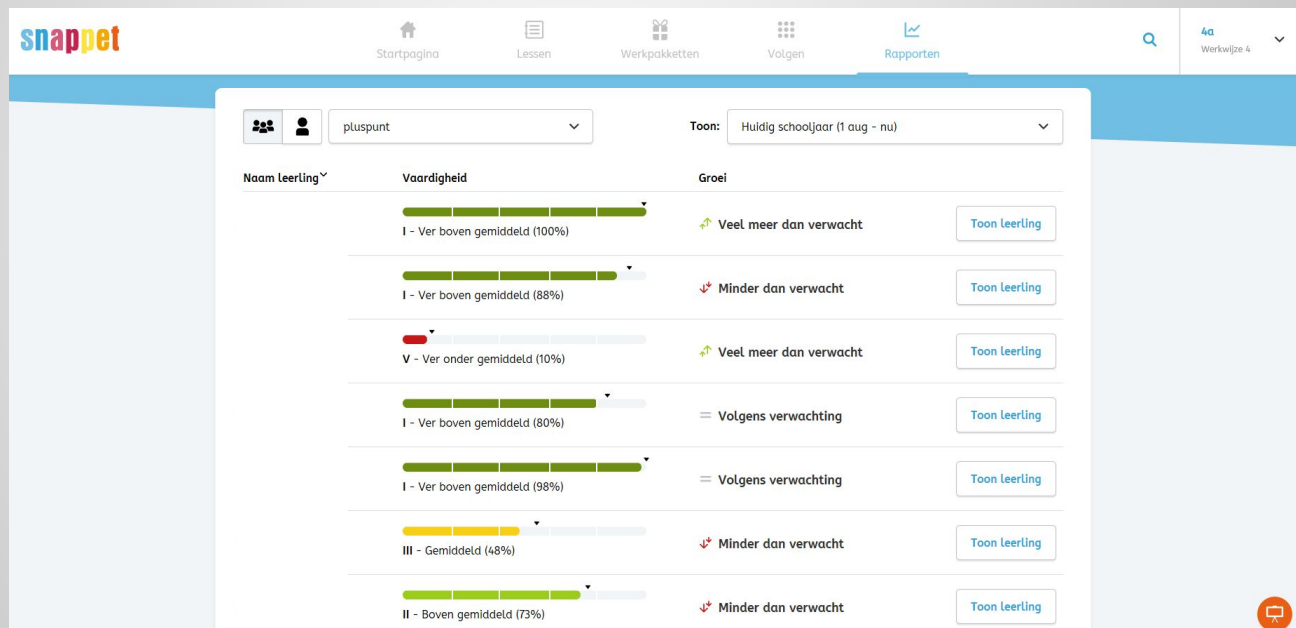 snappet
Startpagina
Lessen
Werkpakketten
Volgen
Rapporten
4a
Werkwijze 4
pluspunt
Toon: Huidig schooljaar (1 aug - nu)
Naam leerling Vaardigheid Groei
I - Ver boven gemiddeld (100%) Veel meer dan verwacht Toon leerling
I - Ver boven gemiddeld (88%) Minder dan verwacht Toon leerling
V - Ver onder gemiddeld (10%) Veel meer dan verwacht Toon leerling
I - Ver boven gemiddeld (80%) Volgens verwachting Toon leerling
I - Ver boven gemiddeld (98%) Volgens verwachting Toon leerling
III - Gemiddeld (48%) Minder dan verwacht Toon leerling
II - Boven gemiddeld (73%) Minder dan verwacht Toon leerling